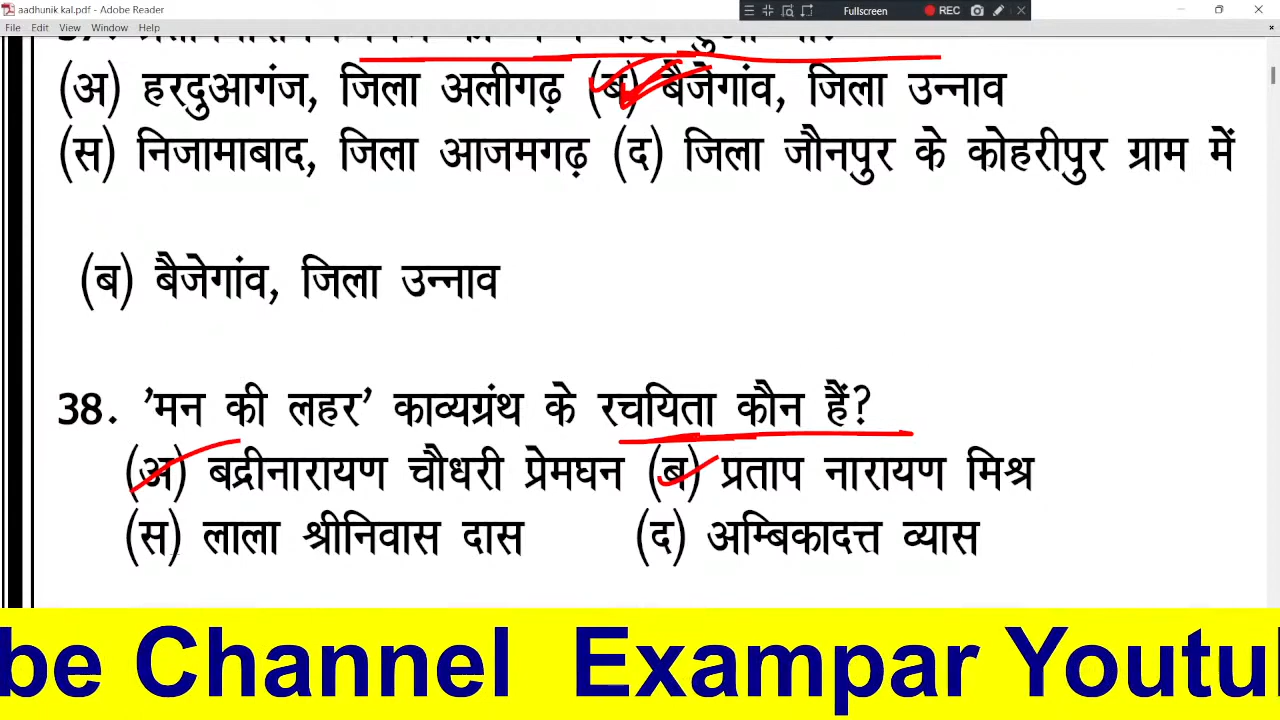 aadhunik kal.pdf - Adobe Reader
Fullscreen REC
File Edit View Window Help
(अ) हरदुआगंज, जिला अलीगढ़ (ब) बैजेगांव, जिला उन्नाव
(स) निजामाबाद, जिला आजमगढ़ (द) जिला जौनपुर के कोहरीपुर ग्राम में
(ब) बैजेगांव, जिला उन्नाव
38. 'मन की लहर' काव्यग्रंथ के रचयिता कौन हैं?
(अ) बद्रीनारायण चौधरी प्रेमघन (ब) प्रताप नारायण मिश्र
(स) लाला श्रीनिवास दास (द) अम्बिकादत्त व्यास
be Channel Exampar Youtu